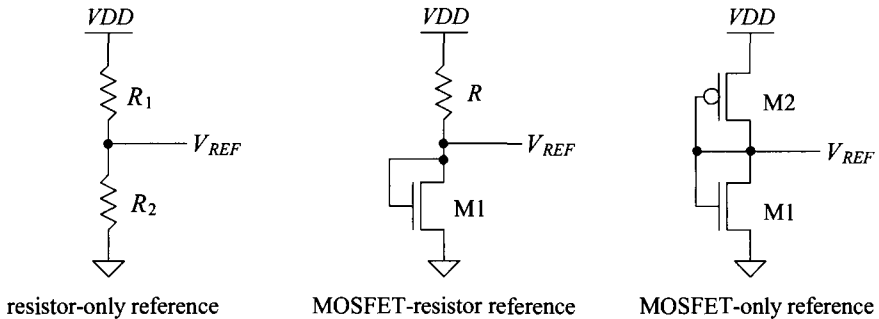 VDD VDD VDD
R1 R M2
VREF VREF VREF
R2 M1 M1
resistor-only reference MOSFET-resistor reference MOSFET-only reference